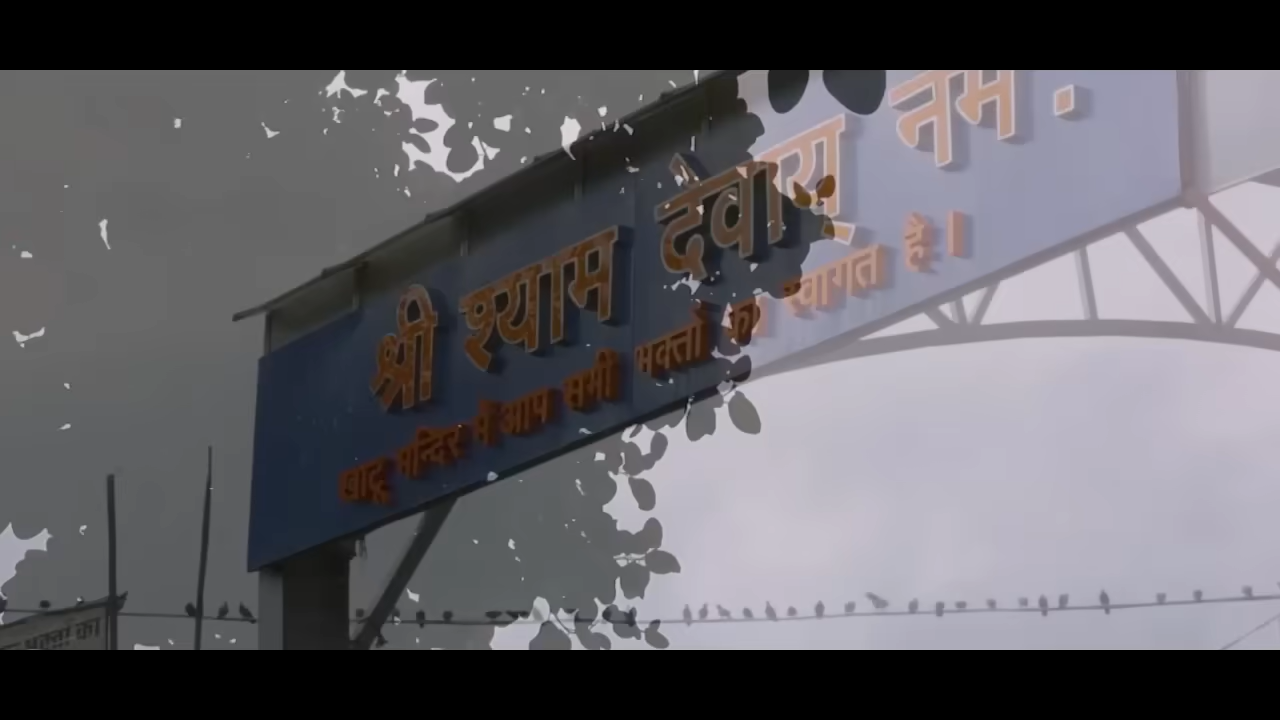 श्री श्याम देवाय नमः
खाटू मन्दिर में आप सभी भक्तो का स्वागत है।